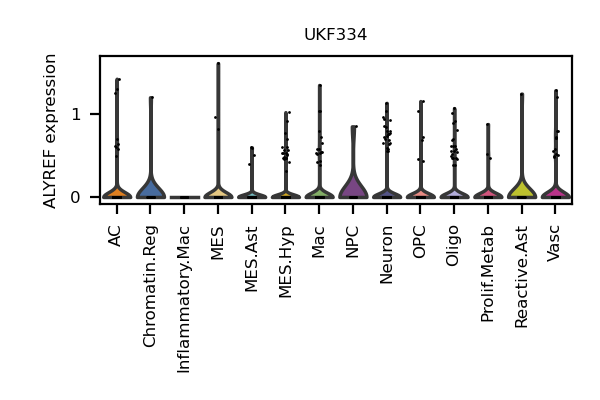 UKF334
ALYREF expression
1
0
AC
Chromatin.Reg
Inflammatory.Mac
MES
MES.Ast
MES.Hyp
Mac
NPC
Neuron
OPC
Oligo
Prolif.Metab
Reactive.Ast
Vasc